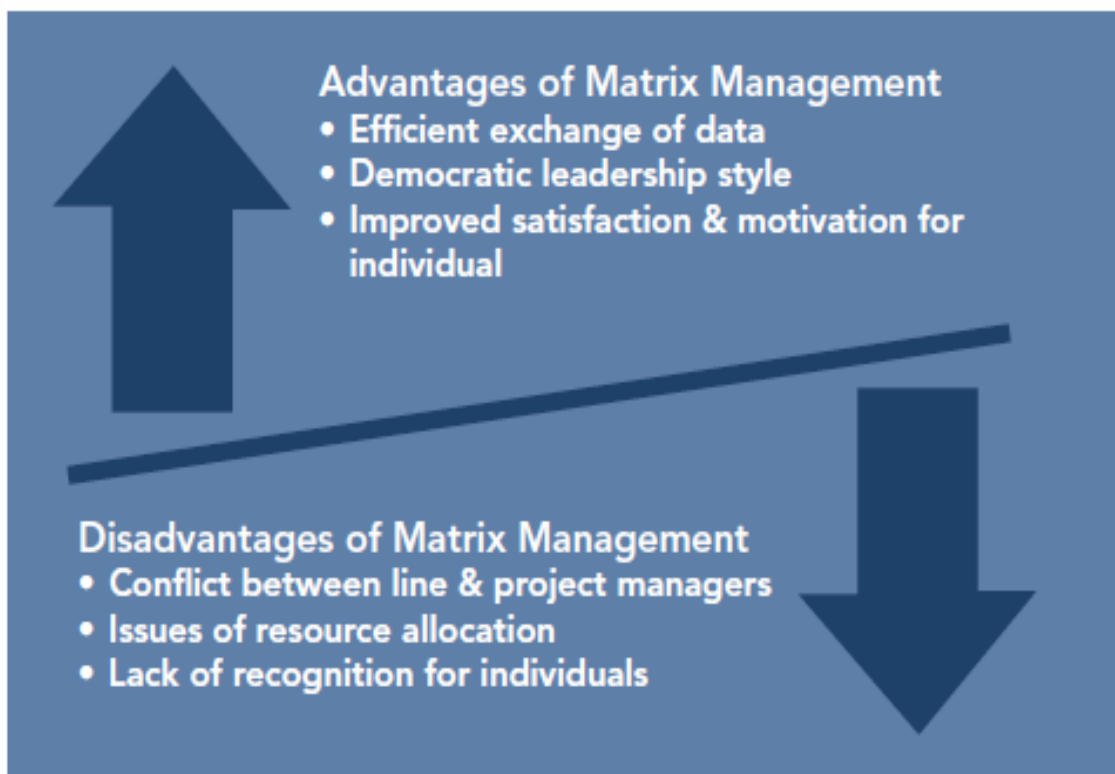 Advantages of Matrix Management
• Efficient exchange of data
• Democratic leadership style
• Improved satisfaction & motivation for
individual
Disadvantages of Matrix Management
• Conflict between line & project managers
• Issues of resource allocation
• Lack of recognition for individuals